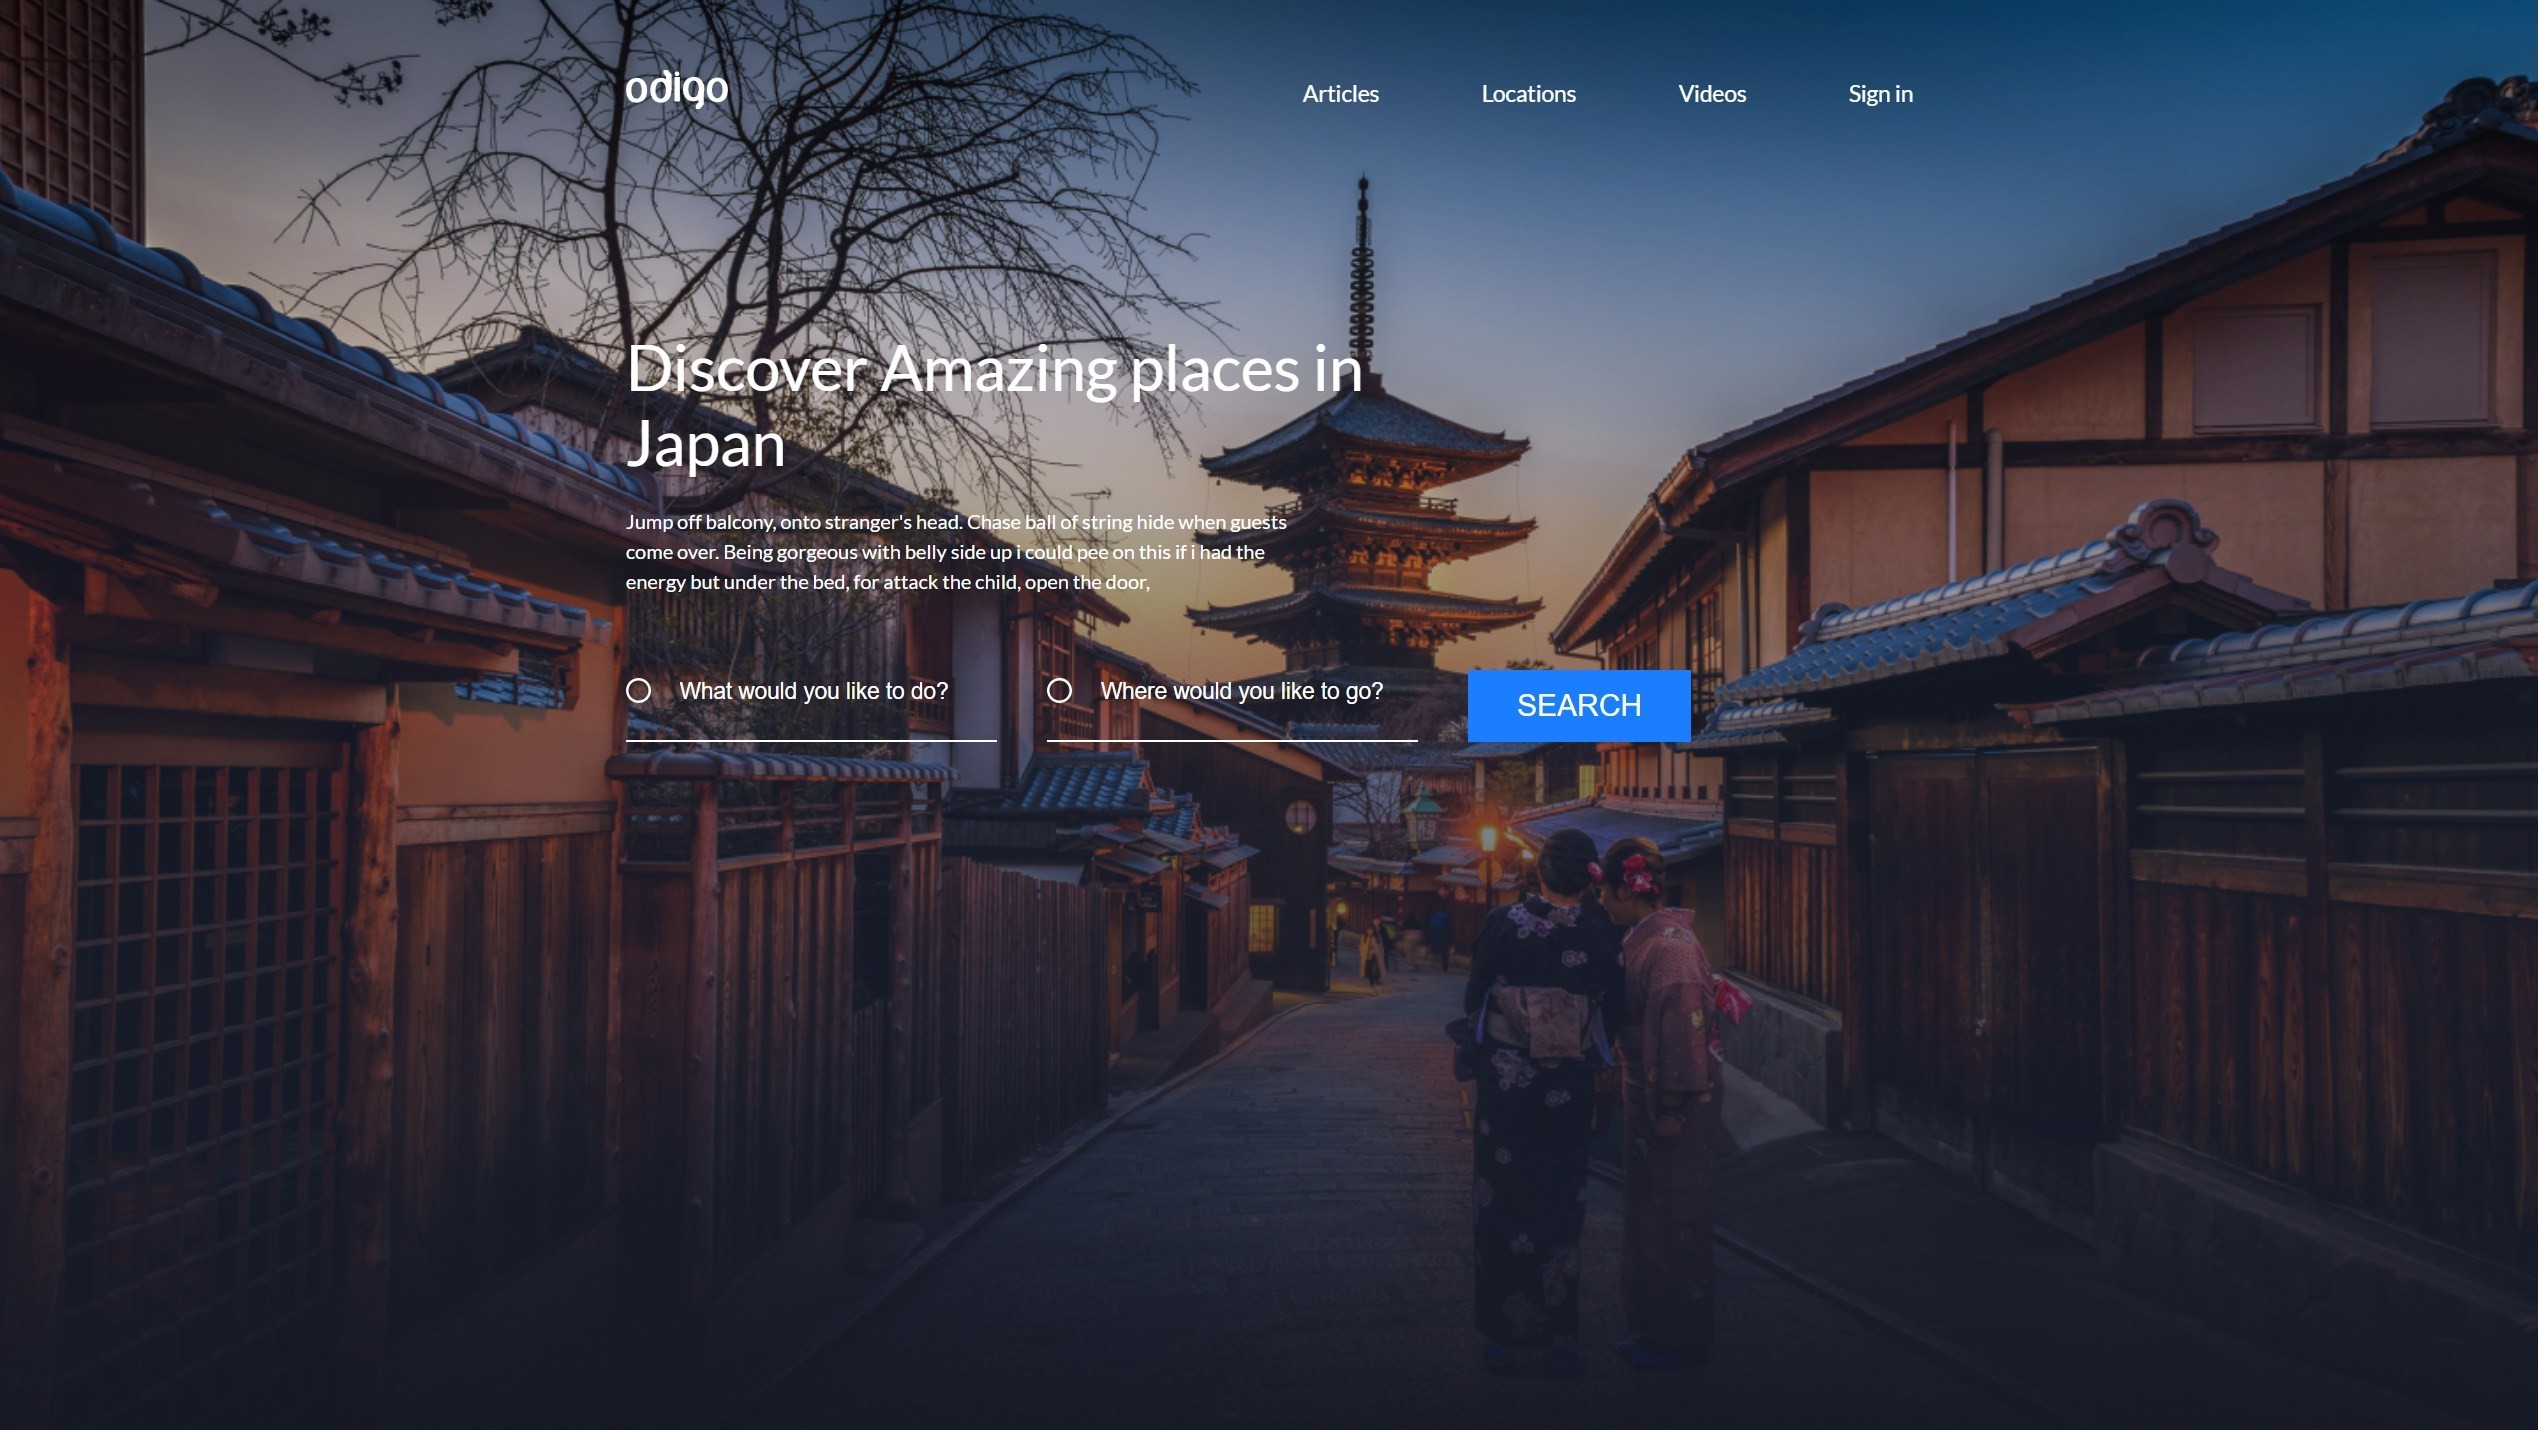 odigo
Articles Locations Videos Sign in
Discover Amazing places in
Japan
Jump off balcony, onto stranger's head. Chase ball of string hide when guests
come over. Being gorgeous with belly side up i could pee on this if i had the
energy but under the bed, for attack the child, open the door,
What would you like to do? Where would you like to go? SEARCH